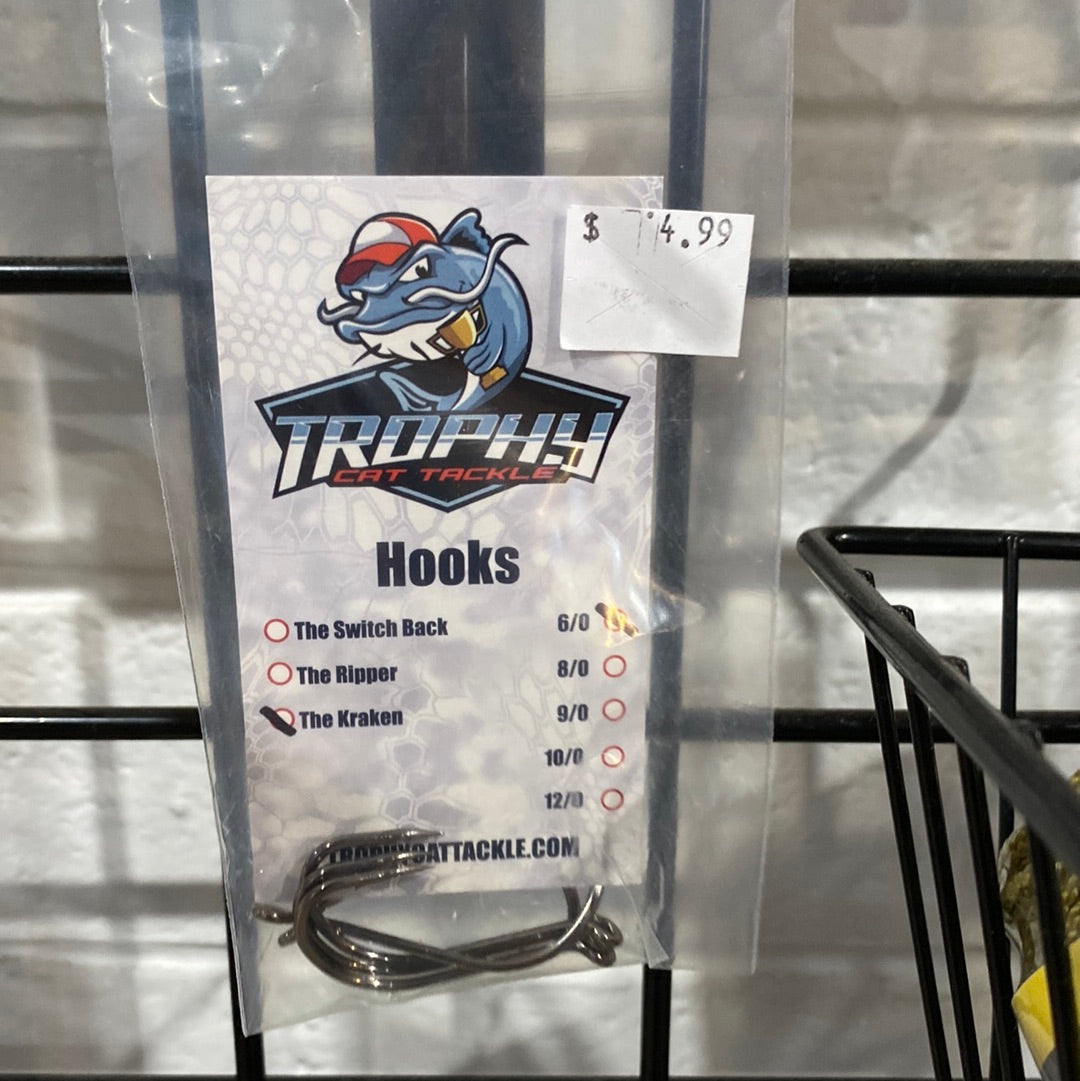 $ 4.99
TROPHY
CAT TACKLE
Hooks
The Switch Back 6/0
The Ripper 8/0
The Kraken 9/0
10/0
12/0
TROPHYCATTACKLE.COM